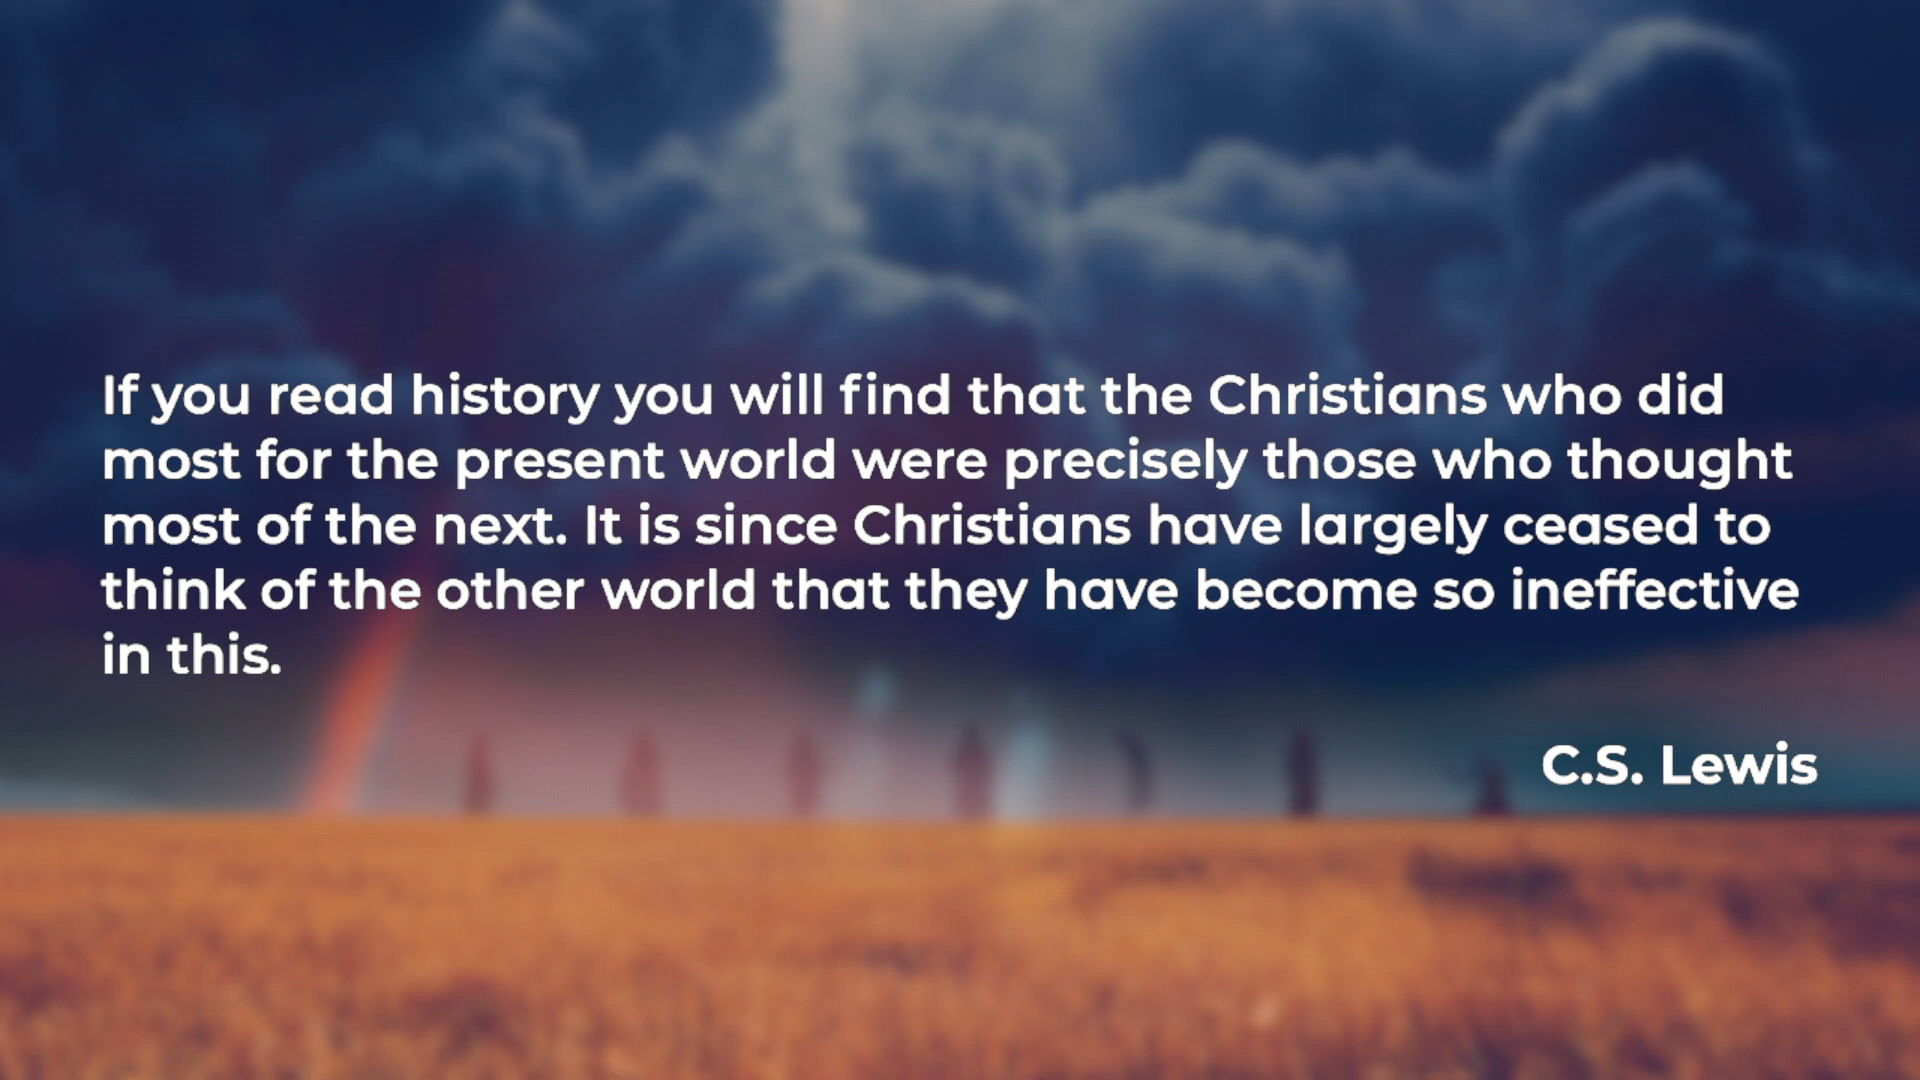 If you read history you will find that the Christians who did
most for the present world were precisely those who thought
most of the next. It is since Christians have largely ceased to
think of the other world that they have become so ineffective
in this.
C.S. Lewis